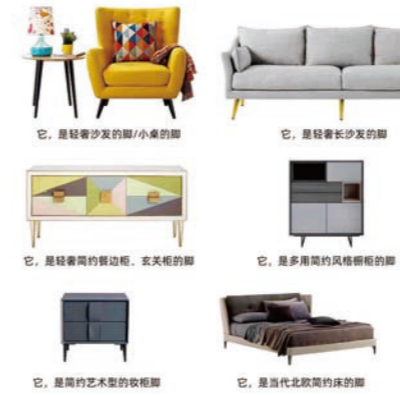 它，是轻奢沙发的脚/小桌的脚
它，是轻奢长沙发的脚
它，是轻奢简约餐边柜、玄关柜的脚
它，是多用简约风格橱柜的脚
它，是简约艺术型的妆柜脚
它，是当代北欧简约床的脚